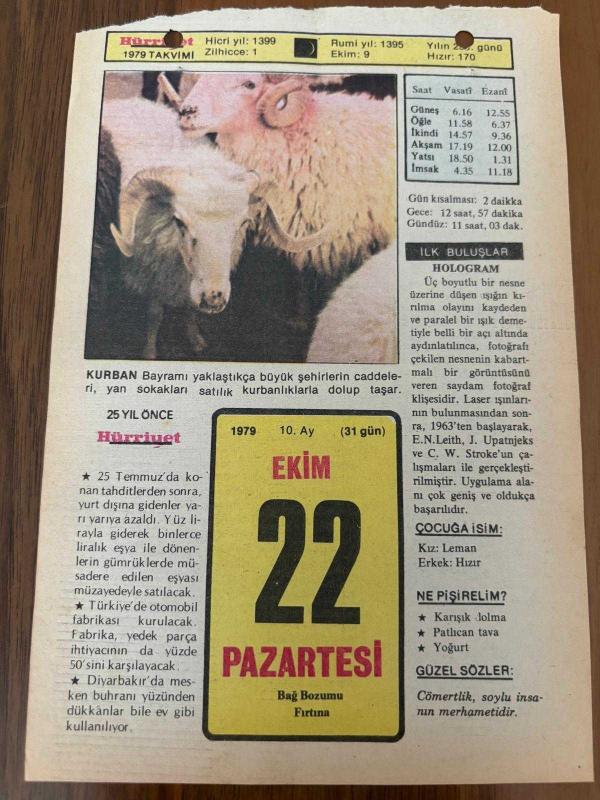 Hürriyet
1979 TAKVİMİ
Hicri yıl: 1399
Zilhicce: 1
Rumi yıl: 1395
Ekim: 9
Yılın günü
Hızır: 170
Saat Vasatî Ezanî
Güneş 6.16 12.55
Öğle 11.58 6.37
İkindi 14.57 9.36
Akşam 17.19 12.00
Yatsı 18.50 1.31
İmsak 4.35 11.18
Gün kısalması: 2 daikka
Gece: 12 saat, 57 dakika
Gündüz: 11 saat, 03 dak.
İLK BULUŞLAR
HOLOGRAM
Üç boyutlu bir nesne
üzerine düşen ışığın kı-
rılma olayını kaydeden
ve paralel bir ışık deme-
tiyle belli bir açı altında
aydınlatılınca, fotoğrafı
çekilen nesnenin kabart-
malı bir görüntüsünü
veren saydam fotoğraf
klişesidir. Laser ışınları-
nın bulunmasından son-
ra, 1963'ten başlayarak,
E.N.Leith, J. Upatnjeks
ve C. W. Stroke'un ça-
lışmaları ile gerçekleşti-
rilmiştir. Uygulama ala-
nı çok geniş ve oldukça
başarılıdır.
ÇOCUĞA İSİM:
Kız: Leman
Erkek: Hızır
NE PİŞİRELİM?
★ Karışık dolma
★ Patlıcan tava
★ Yoğurt
GÜZEL SÖZLER:
Cömertlik, soylu insa-
nın merhametidir.
KURBAN Bayramı yaklaştıkça büyük şehirlerin caddele-
ri, yan sokakları satılık kurbanlıklarla dolup taşar.
25 YIL ÖNCE
Hürriyet
★ 25 Temmuz'da ko-
nan tahditlerden sonra,
yurt dışına gidenler ya-
rı yarıya azaldı. Yüz li-
rayla giderek binlerce
liralık eşya ile dönen-
lerin gümrüklerde mü-
sadere edilen eşyası
müzayedeyle satılacak.
★ Türkiye'de otomobil
fabrikası kurulacak.
Fabrika, yedek parça
ihtiyacının da yüzde
50'sini karşılayacak.
★ Diyarbakır'da mes-
ken buhranı yüzünden
dükkânlar bile ev gibi
kullanılıyor.
1979 10. Ay (31 gün)
EKİM
22
PAZARTESİ
Bağ Bozumu
Fırtına